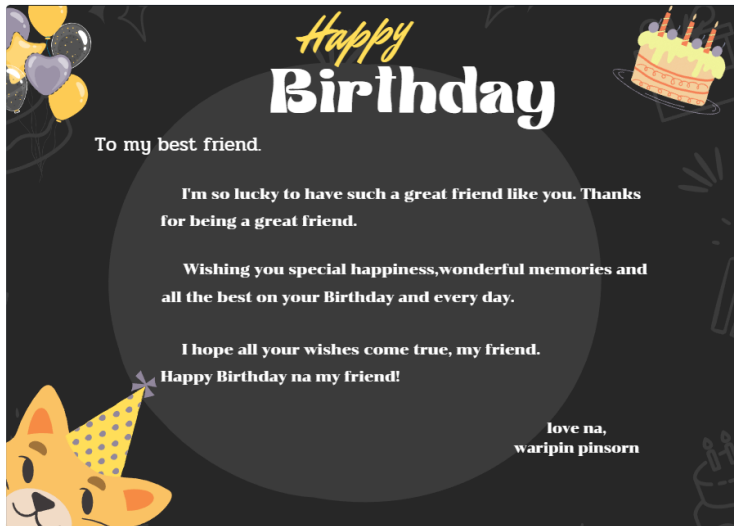 Happy
Birthday
To my best friend.
I'm so lucky to have such a great friend like you. Thanks
for being a great friend.
Wishing you special happiness,wonderful memories and
all the best on your Birthday and every day.
I hope all your wishes come true, my friend.
Happy Birthday na my friend!
love na,
waripin pinsorn